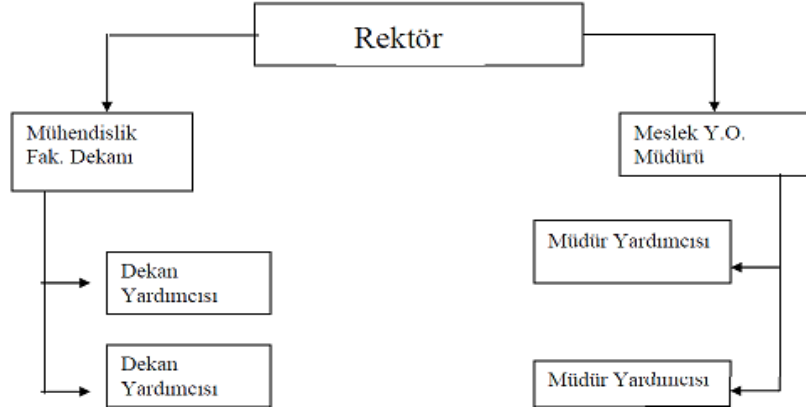 Rektör
Mühendislik
Fak. Dekanı
Meslek Y.O.
Müdürü
Dekan
Yardımcısı
Müdür Yardımcısı
Dekan
Yardımcısı
Müdür Yardımcısı